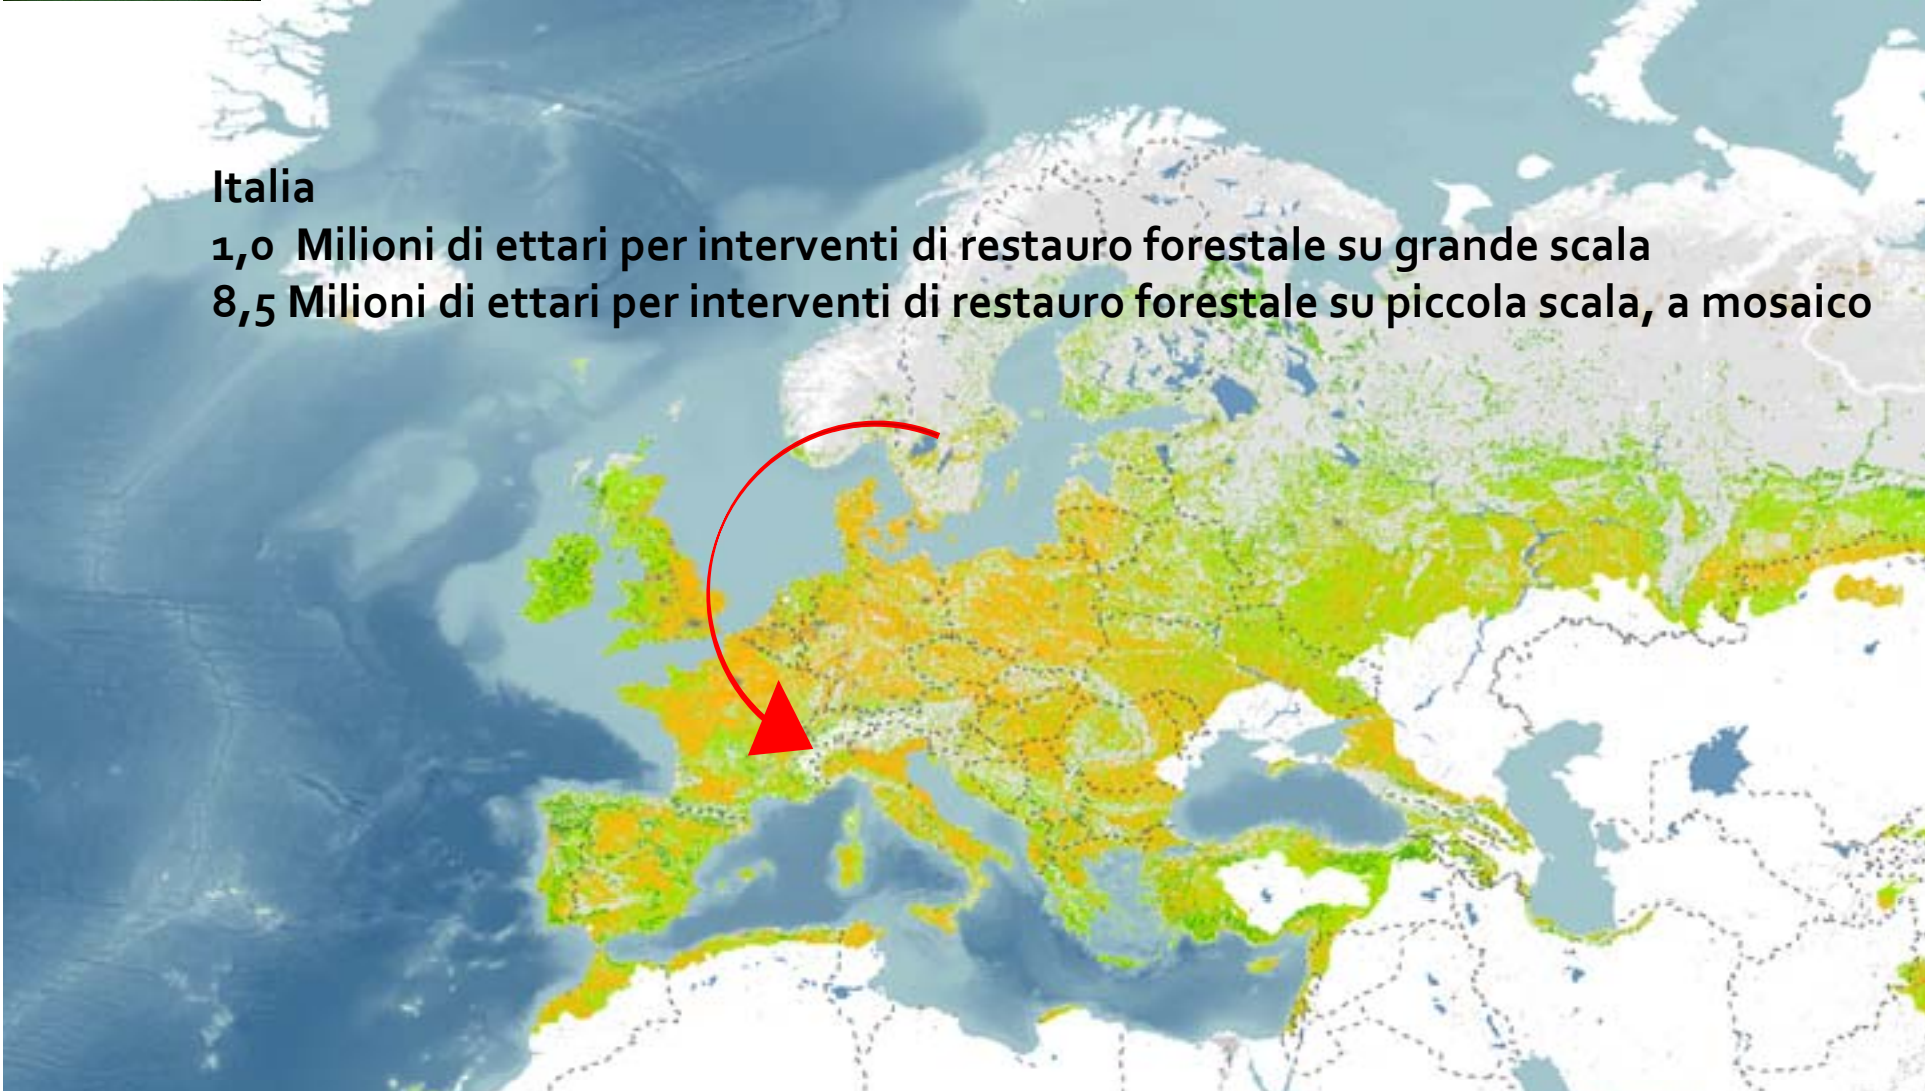 Italia
1,0 Milioni di ettari per interventi di restauro forestale su grande scala
8,5 Milioni di ettari per interventi di restauro forestale su piccola scala, a mosaico